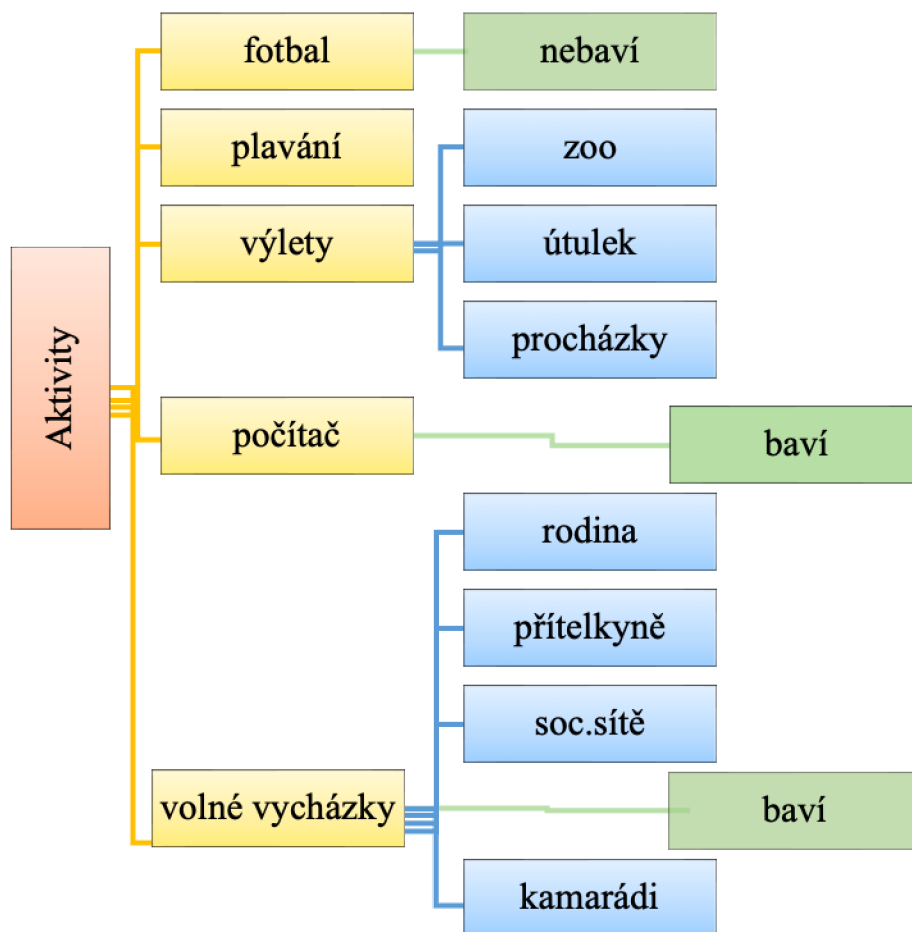 fotbal
nebaví
plavání
zoo
výlety
útulek
procházky
Aktivity
počítač
baví
rodina
přítelkyně
soc.sítě
volné vycházky
baví
kamarádi